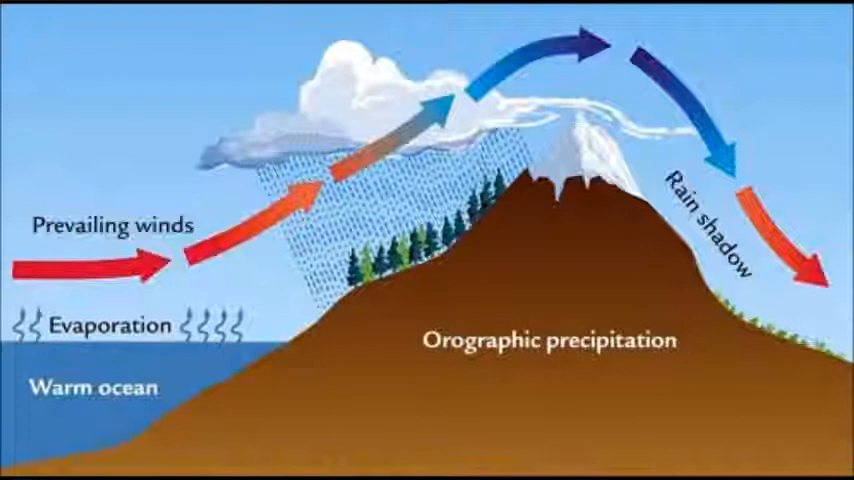 Prevailing winds
Rain shadow
Evaporation
Orographic precipitation
Warm ocean